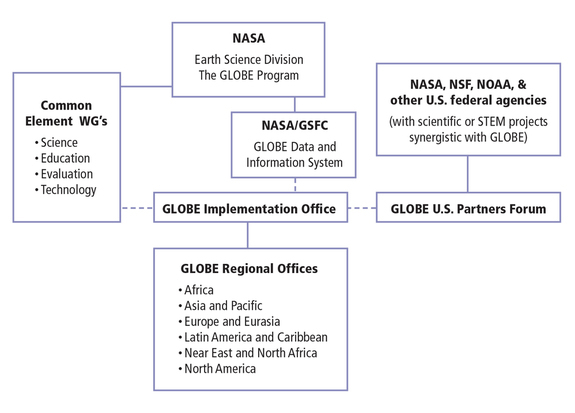 NASA
Earth Science Division
The GLOBE Program
Common
Element WG's
• Science
• Education
• Evaluation
• Technology
NASA/GSFC
GLOBE Data and
Information System
NASA, NSF, NOAA, &
other U.S. federal agencies
(with scientific or STEM projects
synergistic with GLOBE)
GLOBE Implementation Office
GLOBE U.S. Partners Forum
GLOBE Regional Offices
• Africa
• Asia and Pacific
• Europe and Eurasia
• Latin America and Caribbean
• Near East and North Africa
• North America